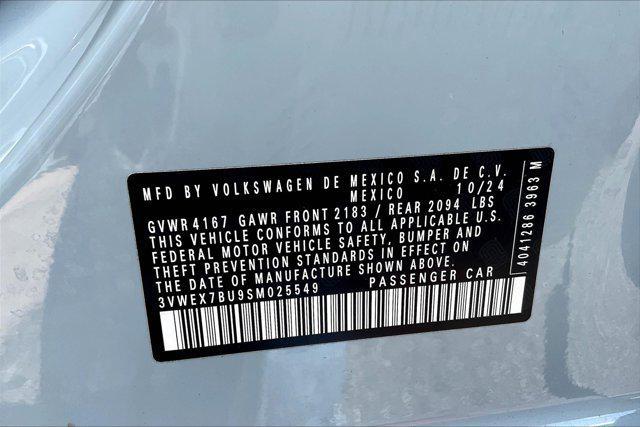 MFD BY VOLKSWAGEN DE MEXICO S.A. DE C.V.
MEXICO 10/24
GVWR 4167 GAWR FRONT 2183 / REAR 2094 LBS
THIS VEHICLE CONFORMS TO ALL APPLICABLE U.S.
FEDERAL MOTOR VEHICLE SAFETY, BUMPER AND
THEFT PREVENTION STANDARDS IN EFFECT ON
THE DATE OF MANUFACTURE SHOWN ABOVE.
3VWEX7BU9SM025549 PASSENGER CAR
4041286 3963 M